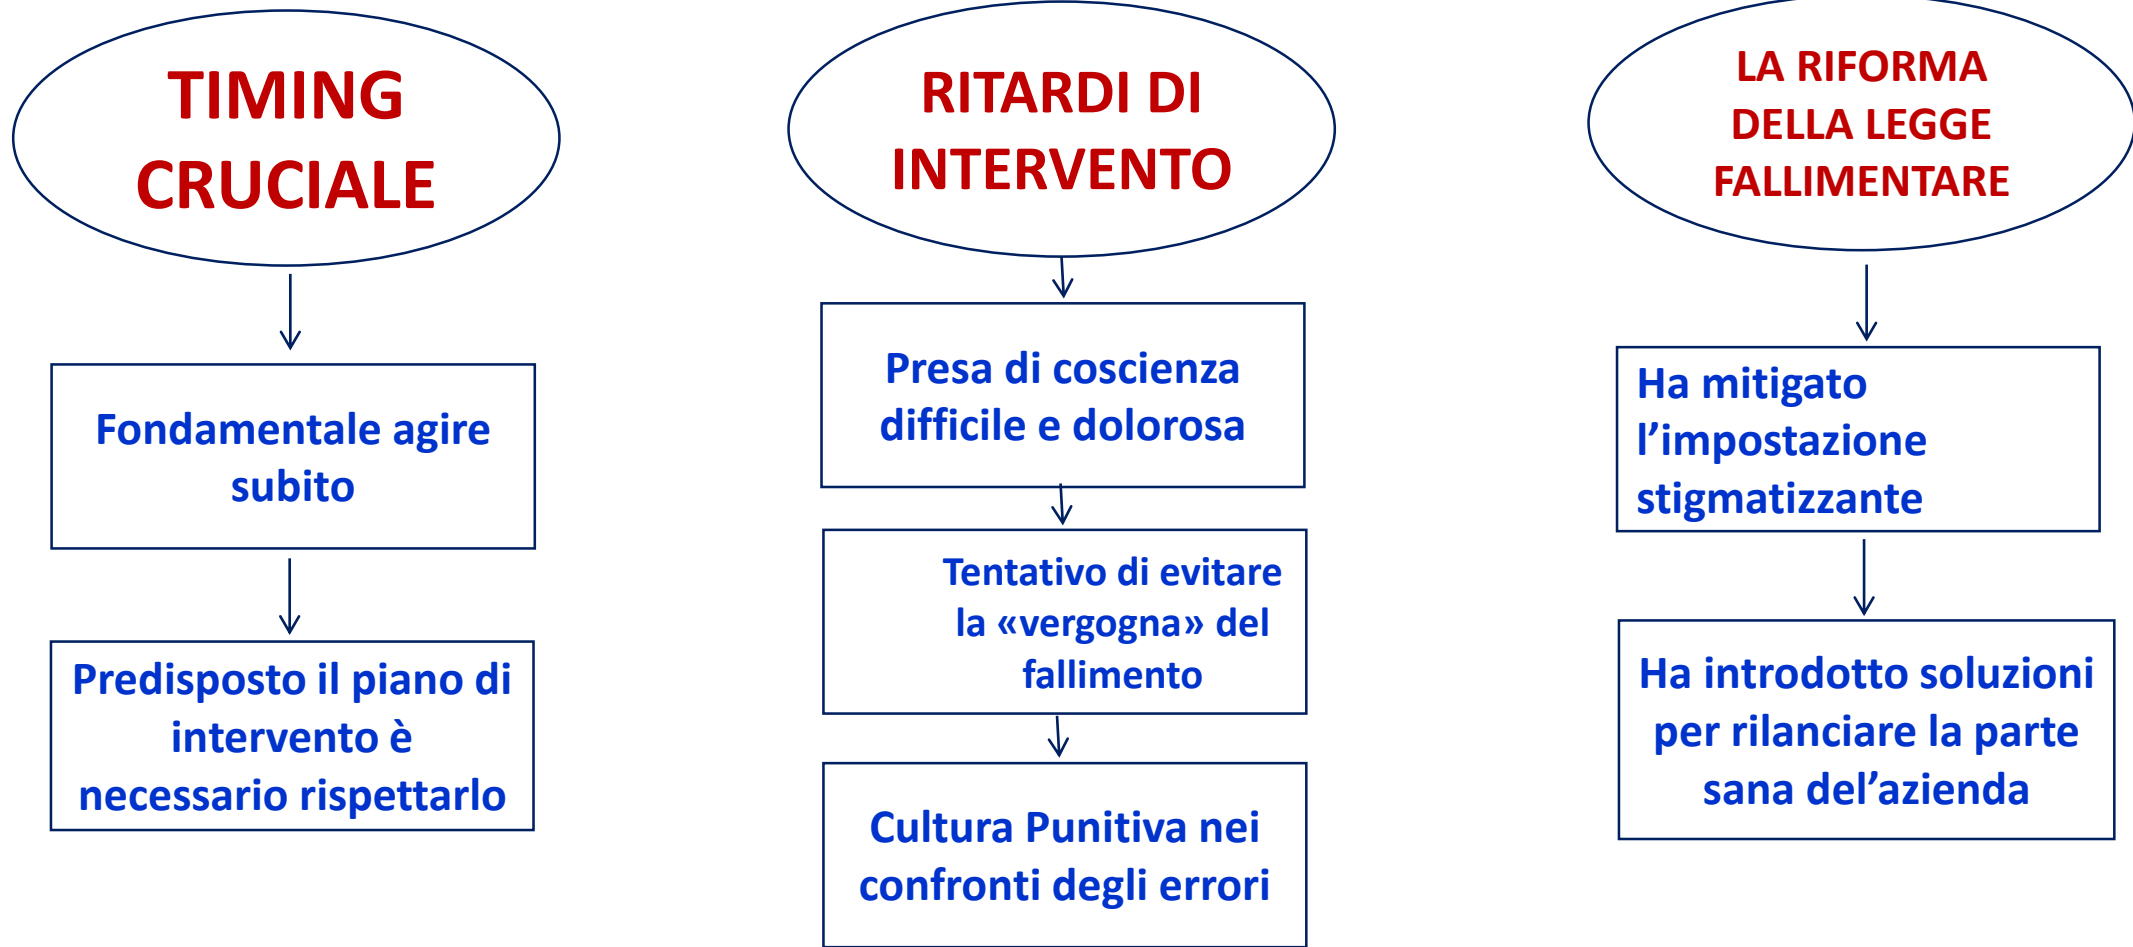 TIMING
CRUCIALE
Fondamentale agire
subito
Predisposto il piano di
intervento è
necessario rispettarlo
RITARDI DI
INTERVENTO
Presa di coscienza
difficile e dolorosa
Tentativo di evitare
la «vergogna» del
fallimento
Cultura Punitiva nei
confronti degli errori
LA RIFORMA
DELLA LEGGE
FALLIMENTARE
Ha mitigato
l’impostazione
stigmatizzante
Ha introdotto soluzioni
per rilanciare la parte
sana del’azienda